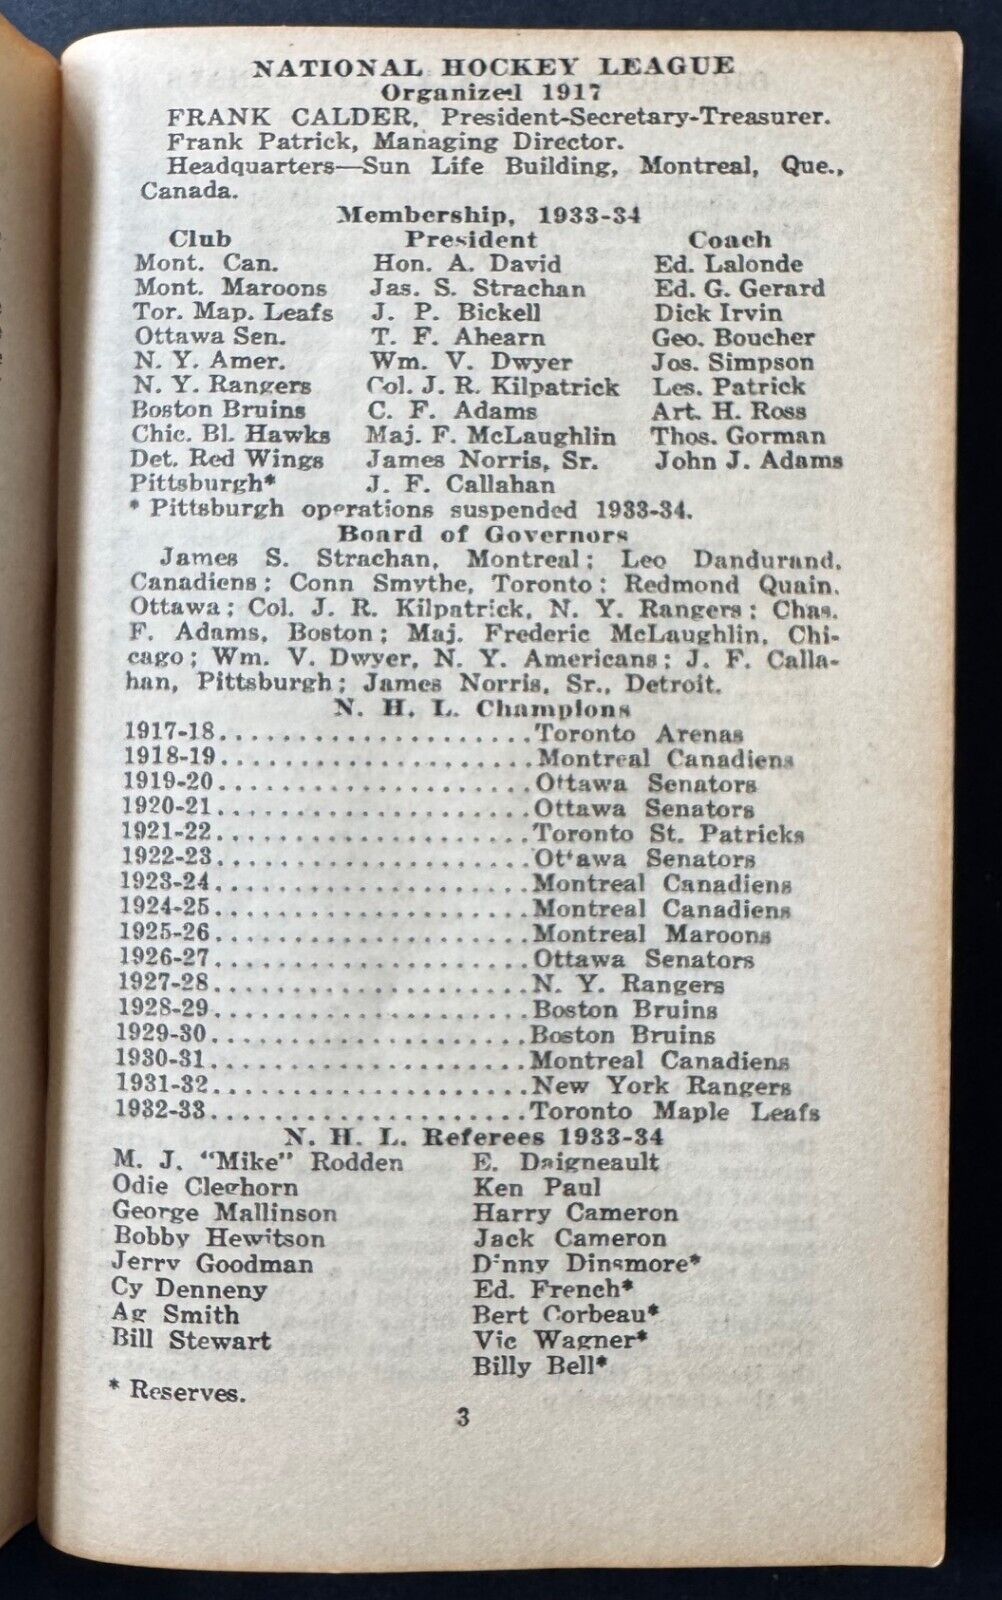 NATIONAL HOCKEY LEAGUE
Organized 1917
FRANK CALDER, President-Secretary-Treasurer.
Frank Patrick, Managing Director.
Headquarters—Sun Life Building, Montreal, Que.,
Canada.
Membership, 1933-34
Club President Coach
Mont. Can. Hon. A. David Ed. Lalonde
Mont. Maroons Jas. S. Strachan Ed. G. Gerard
Tor. Map. Leafs J. P. Bickell Dick Irvin
Ottawa Sen. T. F. Ahearn Geo. Boucher
N. Y. Amer. Wm. V. Dwyer Jos. Simpson
N. Y. Rangers Col. J. R. Kilpatrick Les. Patrick
Boston Bruins C. F. Adams Art. H. Ross
Chic. Bl. Hawks Maj. F. McLaughlin Thos. Gorman
Det. Red Wings James Norris, Sr. John J. Adams
Pittsburgh* J. F. Callahan
* Pittsburgh operations suspended 1933-34.
Board of Governors
James S. Strachan, Montreal; Leo Dandurand,
Canadiens; Conn Smythe, Toronto; Redmond Quain,
Ottawa; Col. J. R. Kilpatrick, N. Y. Rangers; Chas.
F. Adams, Boston; Maj. Frederic McLaughlin, Chi-
cago; Wm. V. Dwyer, N. Y. Americans; J. F. Calla-
han, Pittsburgh; James Norris, Sr., Detroit.
N. H. L. Champions
1917-18....................Toronto Arenas
1918-19....................Montreal Canadiens
1919-20....................Ottawa Senators
1920-21....................Ottawa Senators
1921-22....................Toronto St. Patricks
1922-23....................Ottawa Senators
1923-24....................Montreal Canadiens
1924-25....................Montreal Canadiens
1925-26....................Montreal Maroons
1926-27....................Ottawa Senators
1927-28....................N. Y. Rangers
1928-29....................Boston Bruins
1929-30....................Boston Bruins
1930-31....................Montreal Canadiens
1931-32....................New York Rangers
1932-33....................Toronto Maple Leafs
N. H. L. Referees 1933-34
M. J. "Mike" Rodden E. Daigneault
Odie Cleghorn Ken Paul
George Mallinson Harry Cameron
Bobby Hewitson Jack Cameron
Jerry Goodman Dinny Dinsmore*
Cy Denneny Ed. French*
Ag Smith Bert Corbeau*
Bill Stewart Vic Wagner*
Billy Bell*
* Reserves.
3